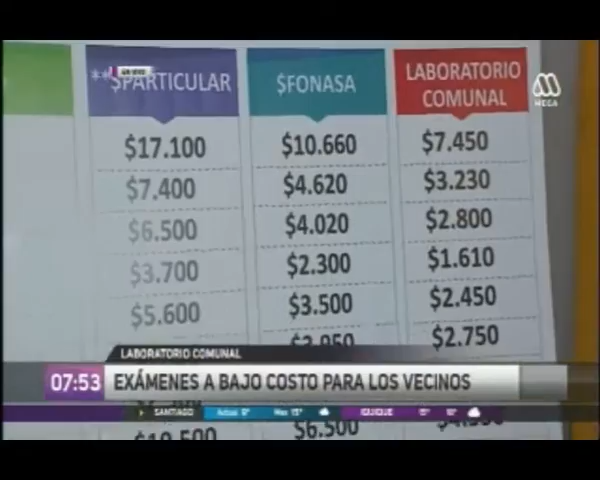 EN VIVO
**$PARTICULAR $FONASA LABORATORIO COMUNAL
MEGA
$17.100 $10.660 $7.450
$7.400 $4.620 $3.230
$6.500 $4.020 $2.800
$3.700 $2.300 $1.610
$5.600 $3.500 $2.450
$2.750
LABORATORIO COMUNAL
07:53 EXÁMENES A BAJO COSTO PARA LOS VECINOS
SANTIAGO IQUIQUE
$6.500